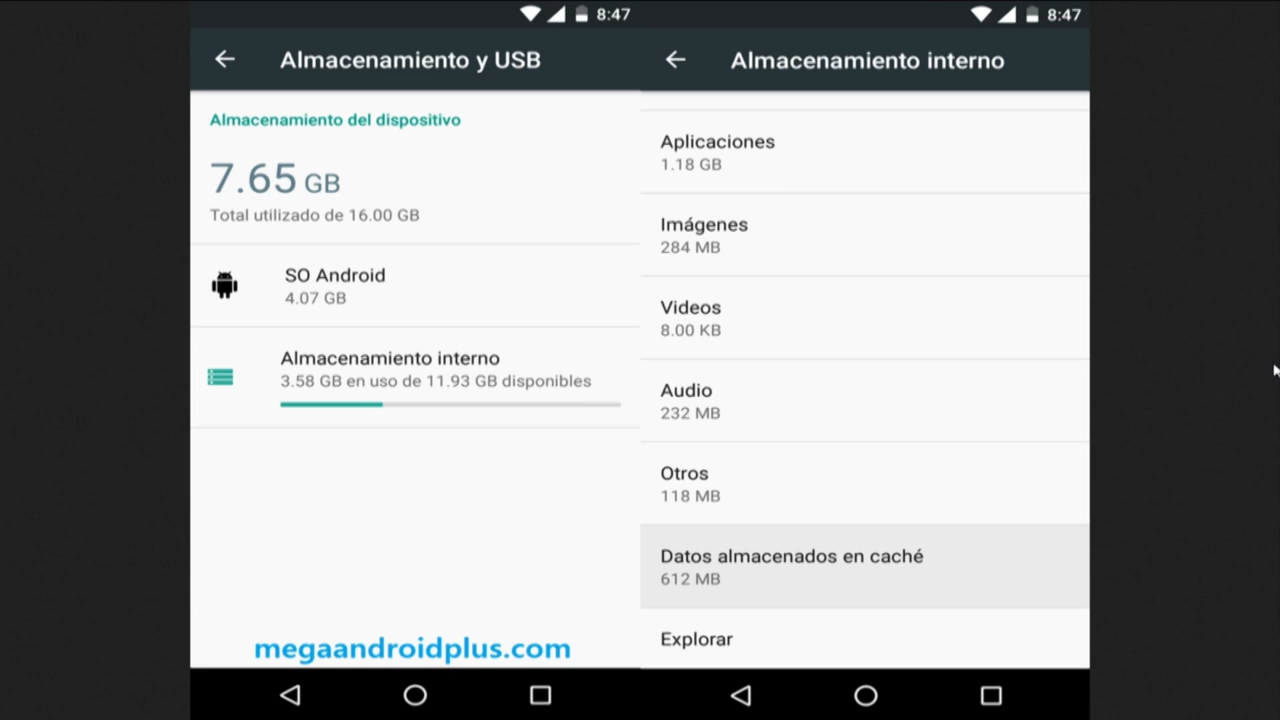 8:47
Almacenamiento y USB
Almacenamiento del dispositivo
7.65 GB
Total utilizado de 16.00 GB
SO Android
4.07 GB
Almacenamiento interno
3.58 GB en uso de 11.93 GB disponibles
megaandroidplus.com
8:47
Almacenamiento interno
Aplicaciones
1.18 GB
Imágenes
284 MB
Videos
8.00 KB
Audio
232 MB
Otros
118 MB
Datos almacenados en caché
612 MB
Explorar